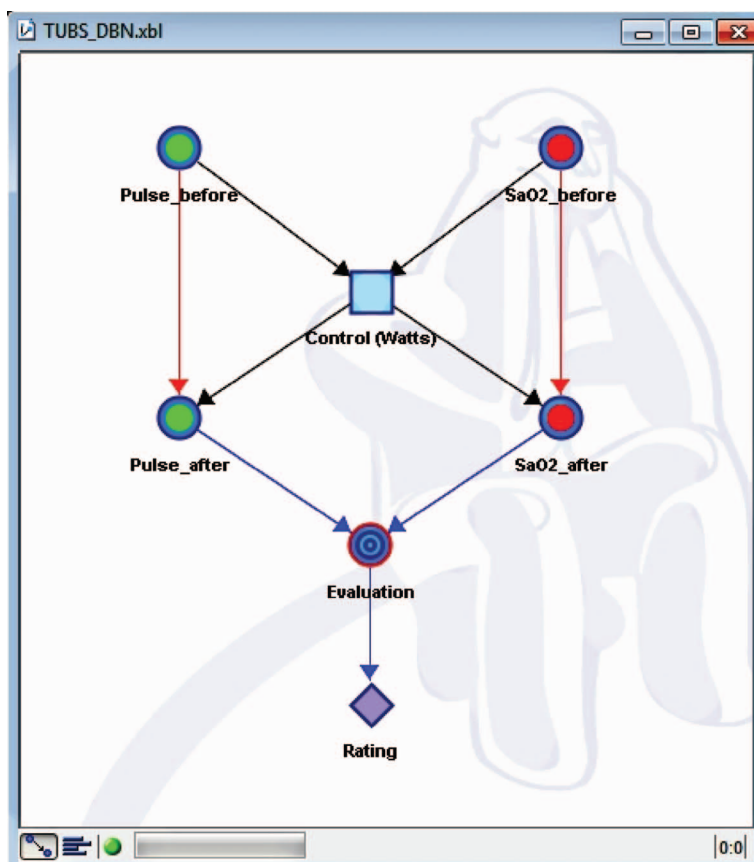 TUBS_DBN.xbl
Pulse_before
SaO2_before
Control (Watts)
Pulse_after
SaO2_after
Evaluation
Rating
0:0